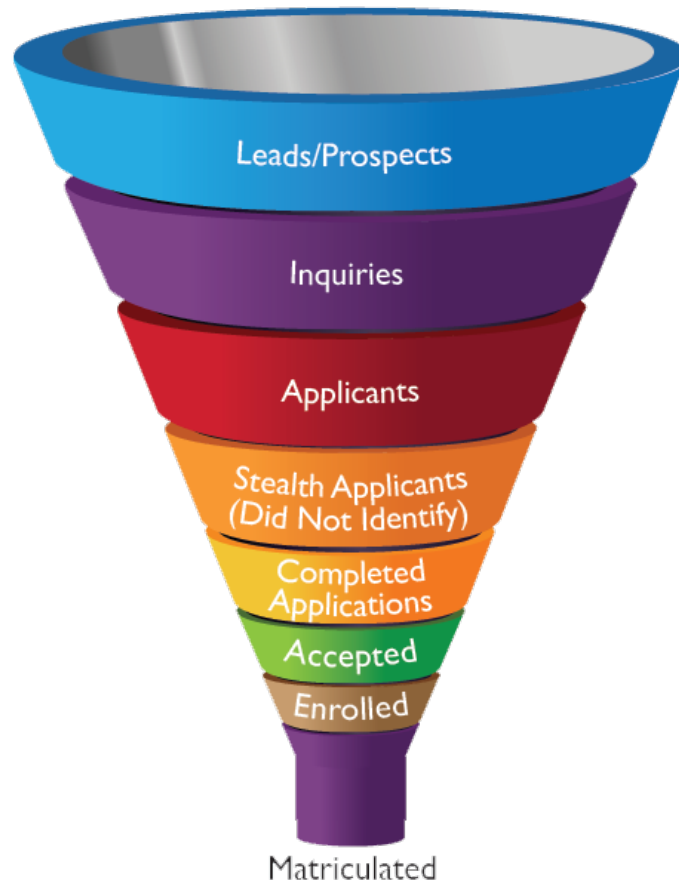 Leads/Prospects
Inquiries
Applicants
Stealth Applicants
(Did Not Identify)
Completed
Applications
Accepted
Enrolled
Matriculated